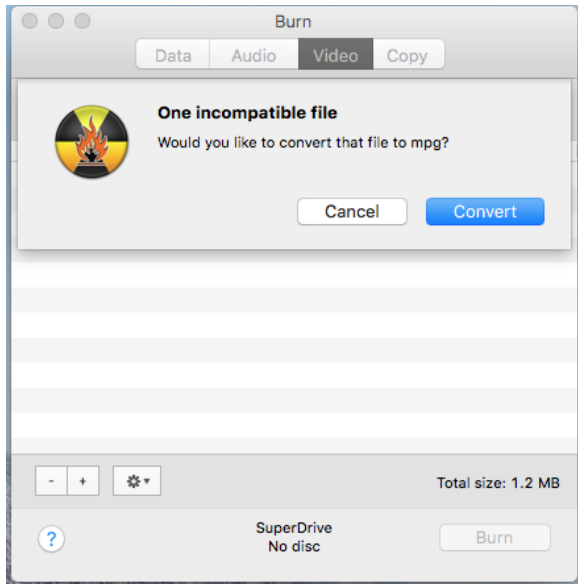 Burn
Data Audio Video Copy
One incompatible file
Would you like to convert that file to mpg?
Cancel Convert
- + 
Total size: 1.2 MB
? SuperDrive
No disc
Burn